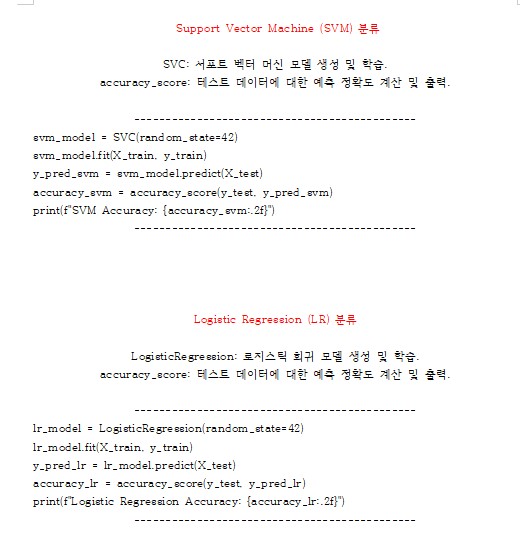 Support Vector Machine (SVM) 분류
SVC: 서포트 벡터 머신 모델 생성 및 학습.
accuracy_score: 테스트 데이터에 대한 예측 정확도 계산 및 출력.
---------------------------------------------
svm_model = SVC(random_state=42)
svm_model.fit(X_train, y_train)
y_pred_svm = svm_model.predict(X_test)
accuracy_svm = accuracy_score(y_test, y_pred_svm)
print(f"SVM Accuracy: {accuracy_svm:.2f}")
---------------------------------------------
Logistic Regression (LR) 분류
LogisticRegression: 로지스틱 회귀 모델 생성 및 학습.
accuracy_score: 테스트 데이터에 대한 예측 정확도 계산 및 출력.
---------------------------------------------
lr_model = LogisticRegression(random_state=42)
lr_model.fit(X_train, y_train)
y_pred_lr = lr_model.predict(X_test)
accuracy_lr = accuracy_score(y_test, y_pred_lr)
print(f"Logistic Regression Accuracy: {accuracy_lr:.2f}")
---------------------------------------------